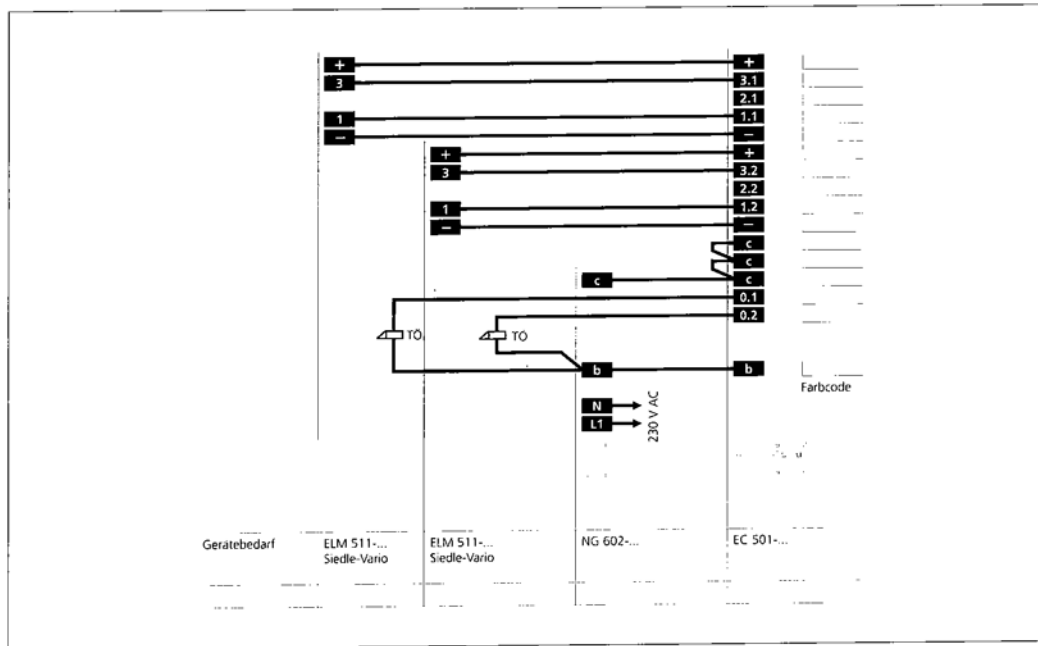 + +
3 3.1
2.1
1 1.1
— —
+ +
3 3.2
2.2
1 1.2
— —
c
c
c c
0.1
0.2
TÖ TÖ
b b
Farbcode
N
L1
230 V AC
Gerätebedarf ELM 511-... ELM 511-... NG 602-... EC 501-...
Siedle-Vario Siedle-Vario